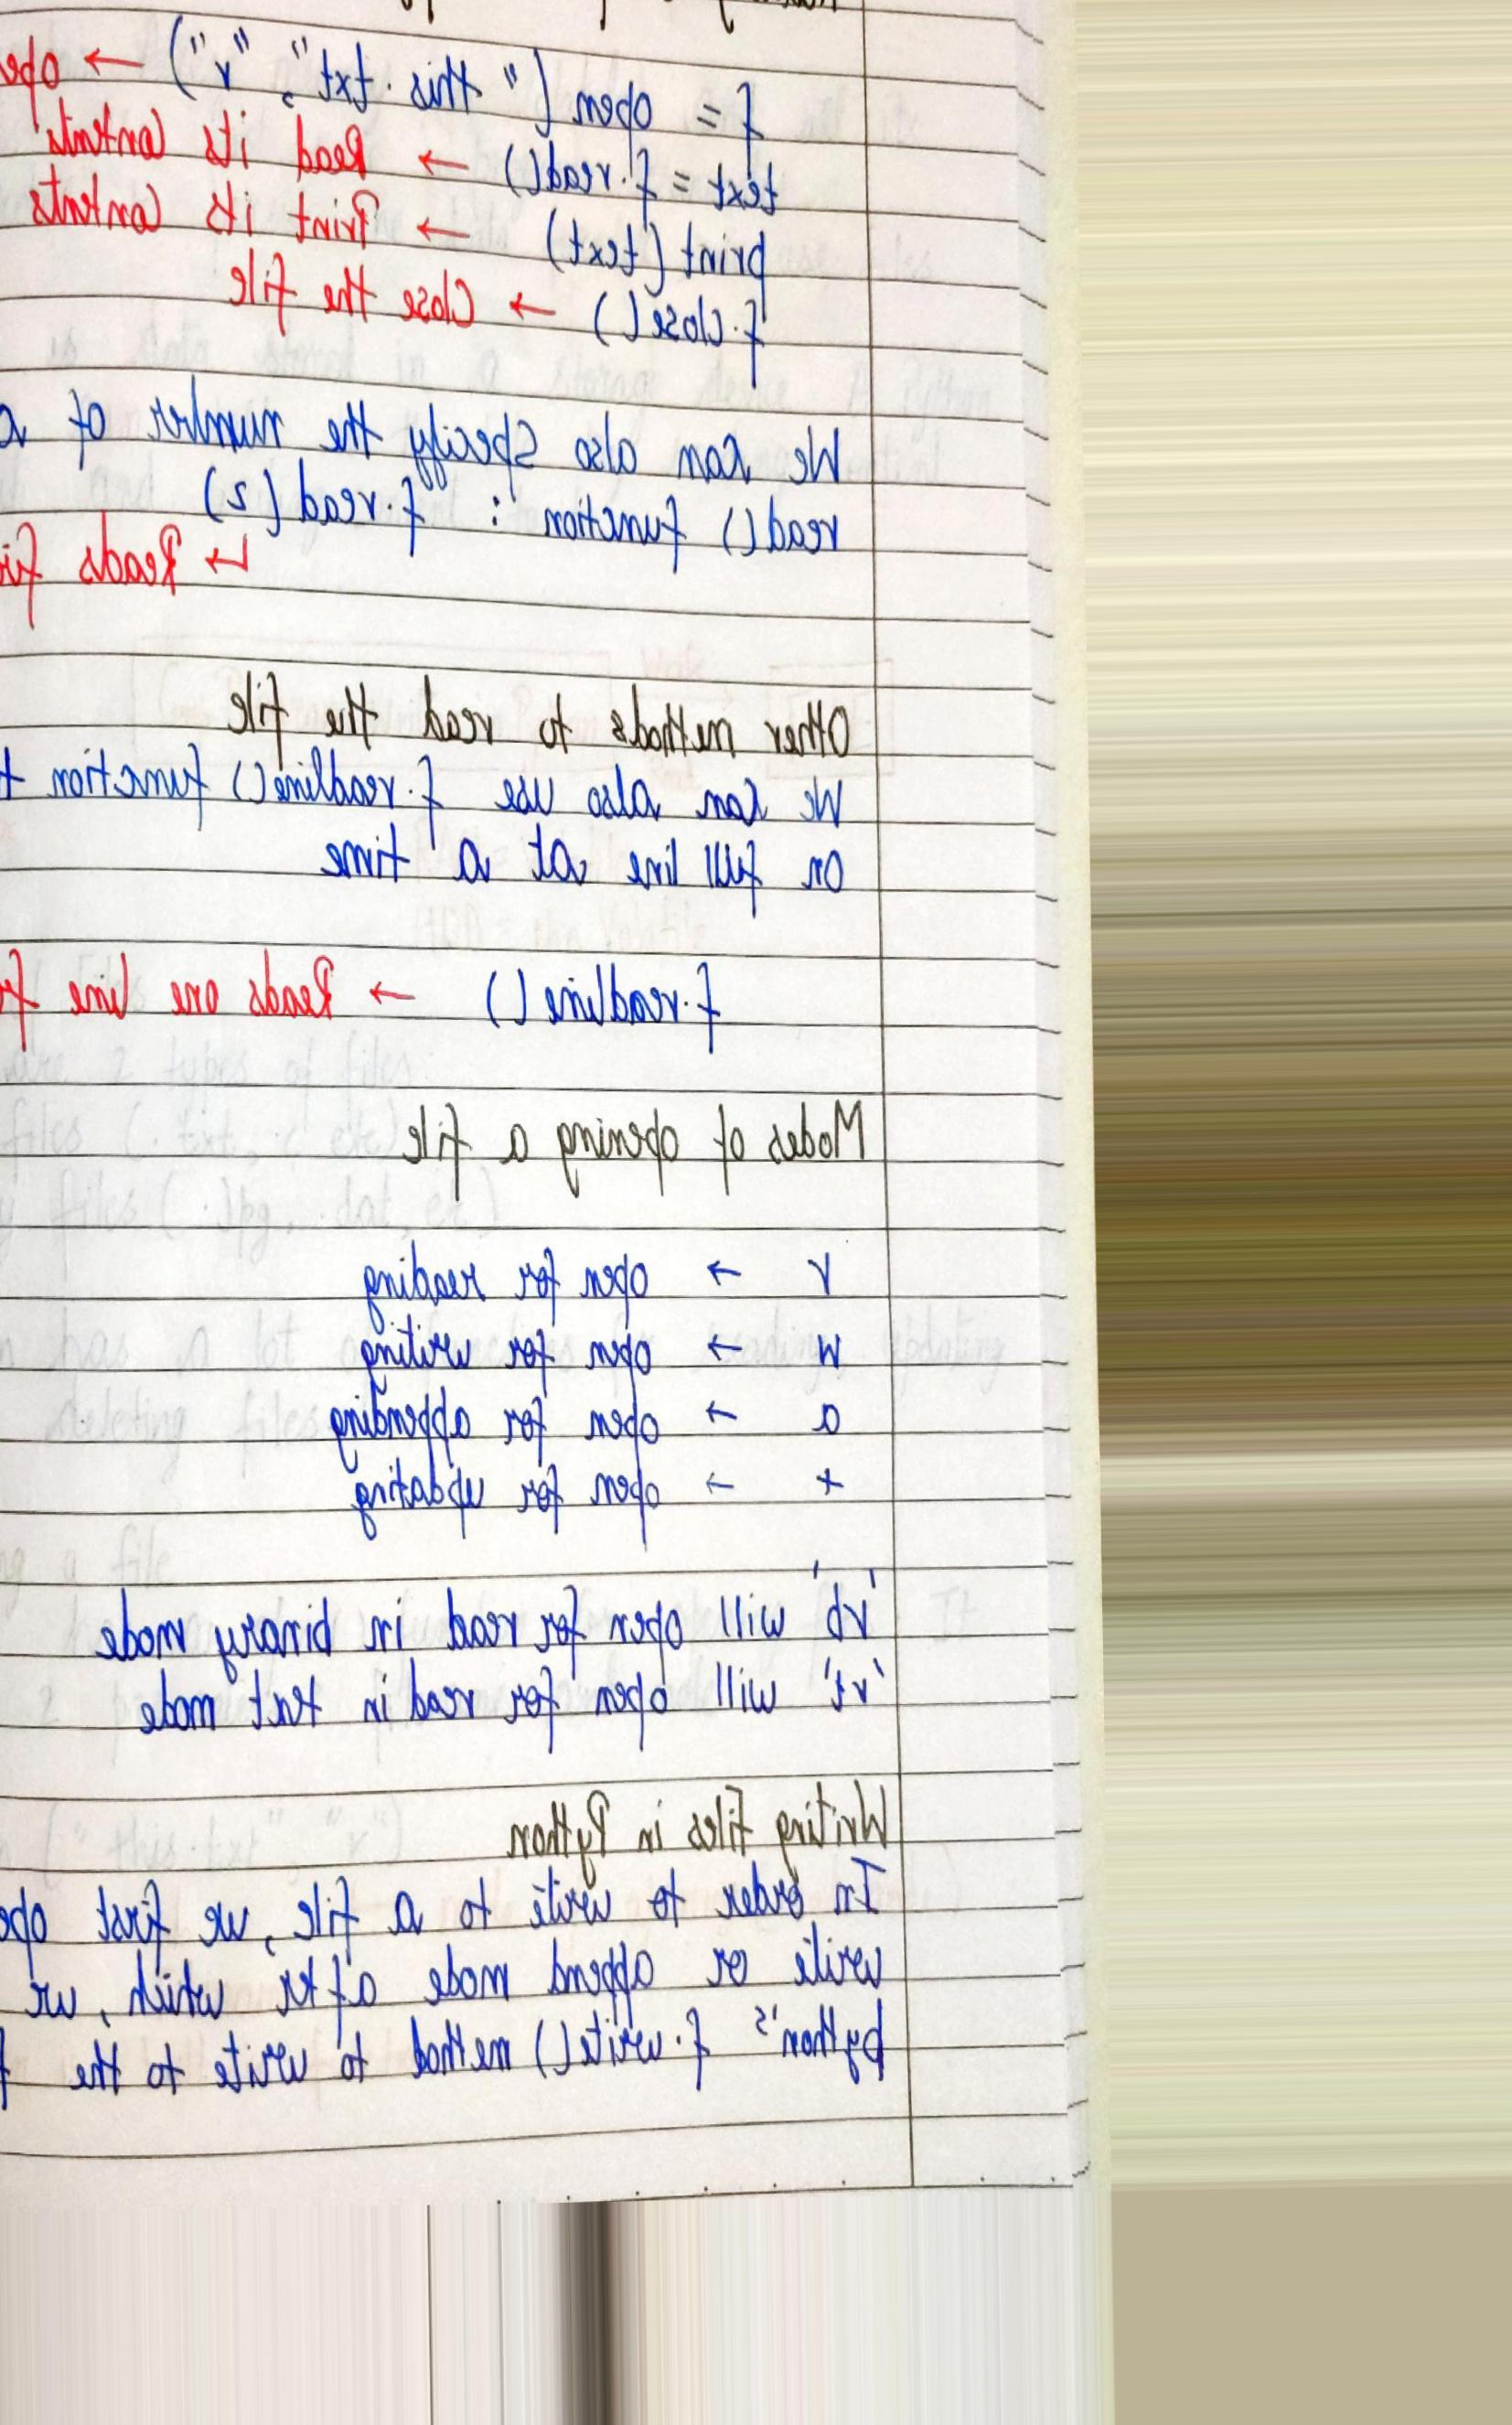 f = open ("this.txt", "r") → ope
text = f.read() → Read its contents
print (text) → Print its contents
f.close() → Close the file
We can also specify the number of c
read() function : f.read(2)
↳ Reads fir
Other methods to read the file
We can also use f.readline() function t
on full line at a time
f.readline() → Reads one line f
Modes of opening a file
r → open for reading
w → open for writing
a → open for appending
+ → open for updating
'rb' will open for read in binary mode
'rt' will open for read in text mode
Writing files in Python
In order to write to a file, we first ope
write or append mode after which, we
python's f.write() method to write to the f